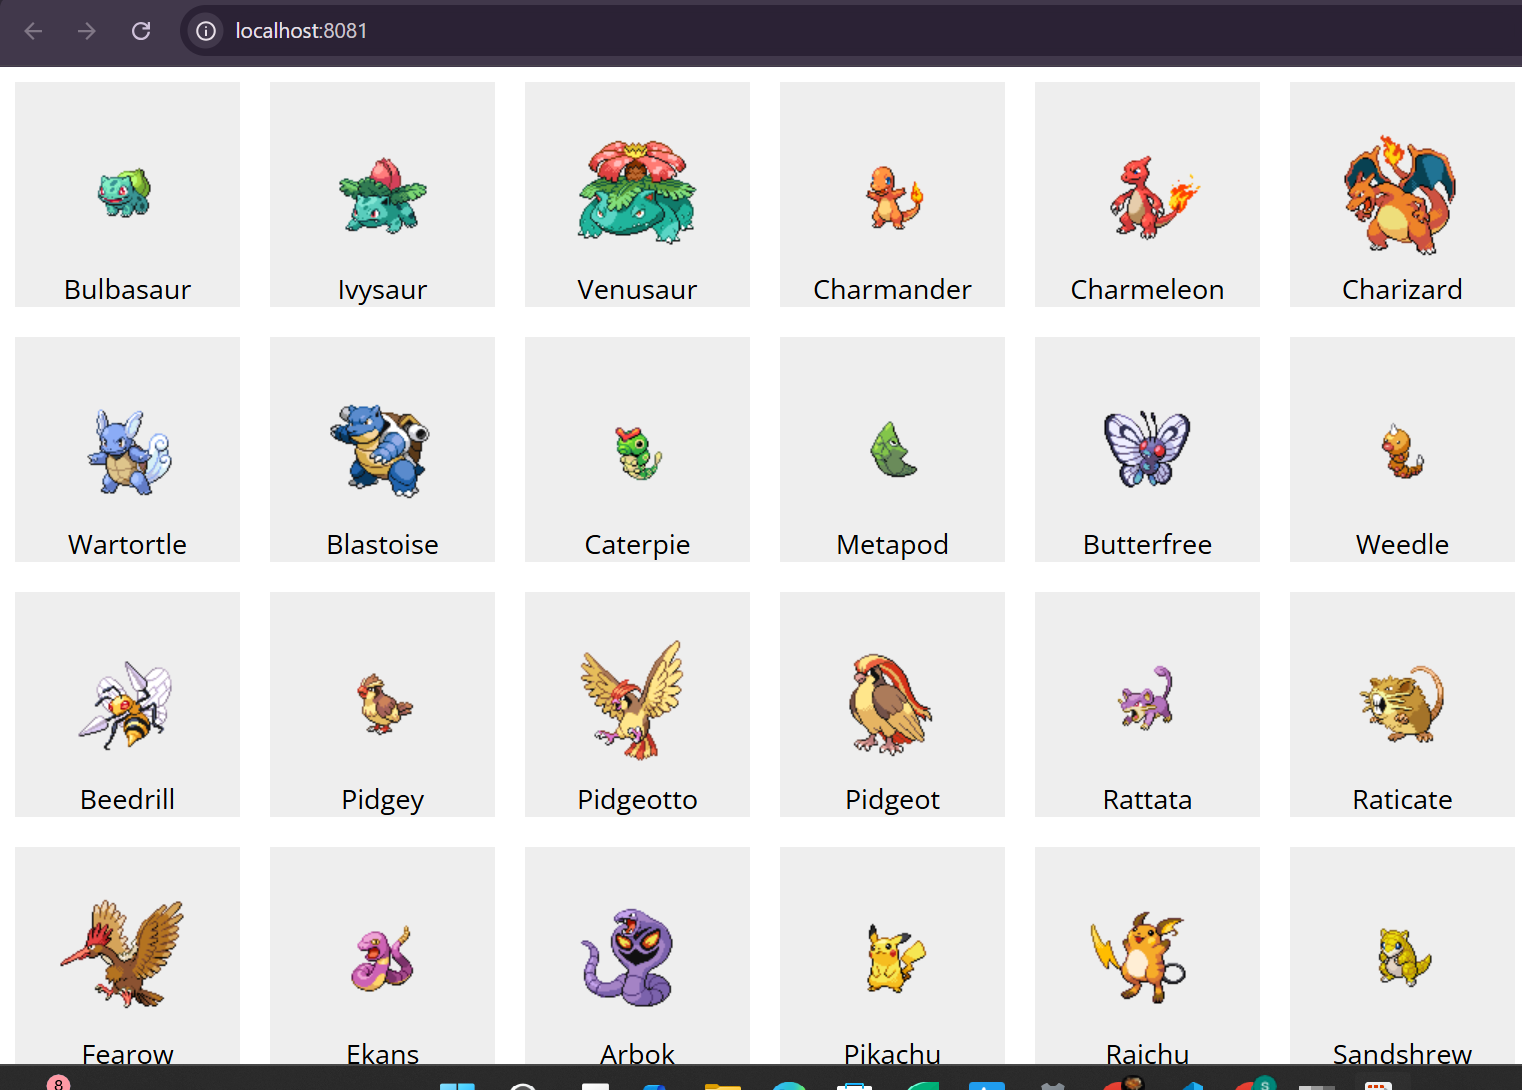 localhost:8081
Bulbasaur Ivysaur Venusaur Charmander Charmeleon Charizard
Wartortle Blastoise Caterpie Metapod Butterfree Weedle
Beedrill Pidgey Pidgeotto Pidgeot Rattata Raticate
Fearow Ekans Arbok Pikachu Raichu Sandshrew
8
S